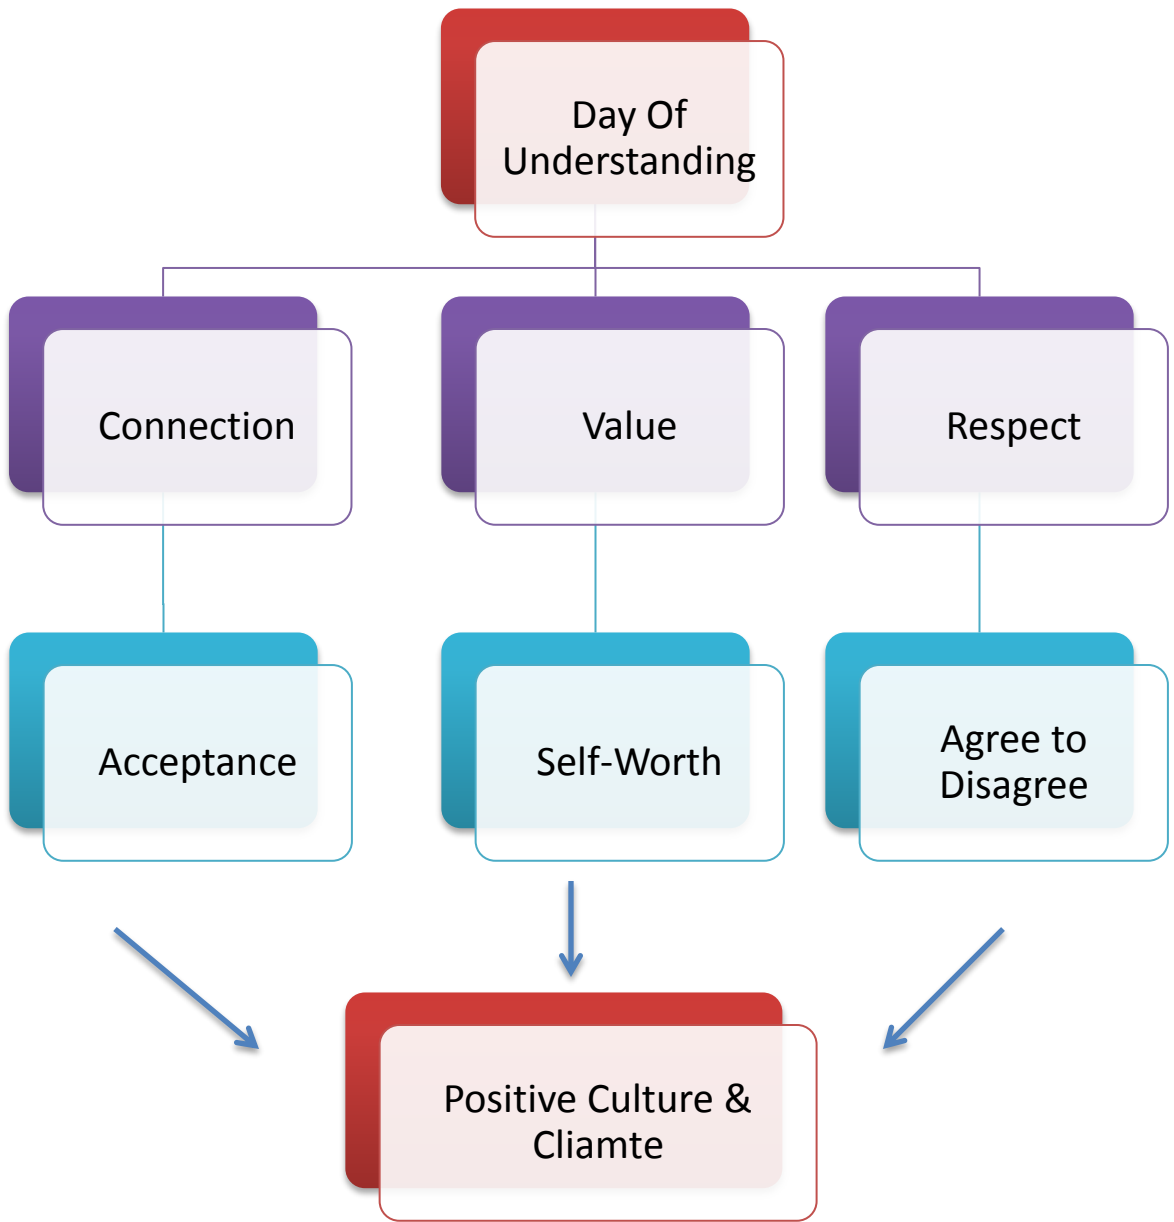 Day Of
Understanding
Connection
Value
Respect
Acceptance
Self-Worth
Agree to
Disagree
Positive Culture &
Cliamte